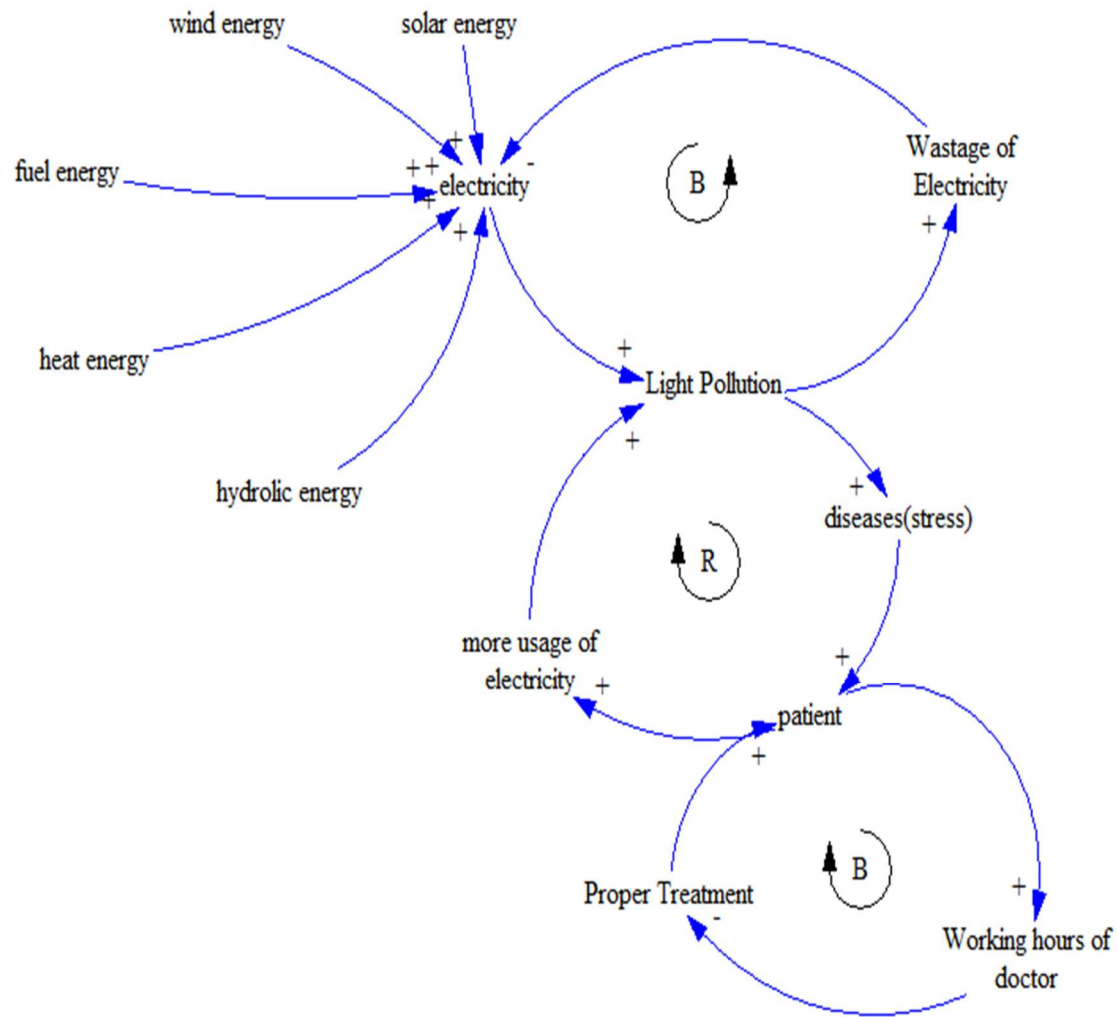 wind energy
solar energy
+
-
++
fuel energy
electricity
+
+
B
Wastage of
Electricity
+
heat energy
+
Light Pollution
+
hydrolic energy
+
diseases(stress)
R
more usage of
electricity
+
+
patient
+
B
Proper Treatment
-
+
Working hours of
doctor